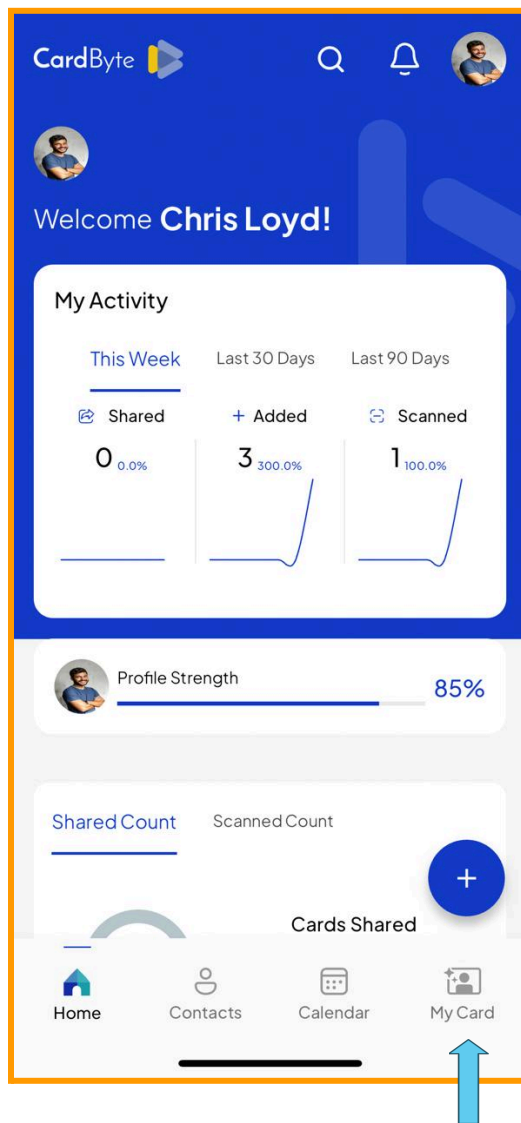 CardByte
Welcome Chris Loyd!
My Activity
This Week Last 30 Days Last 90 Days
Shared + Added Scanned
0 0.0% 3 300.0% 1 100.0%
Profile Strength
85%
Shared Count Scanned Count
+
Cards Shared
Home Contacts Calendar My Card